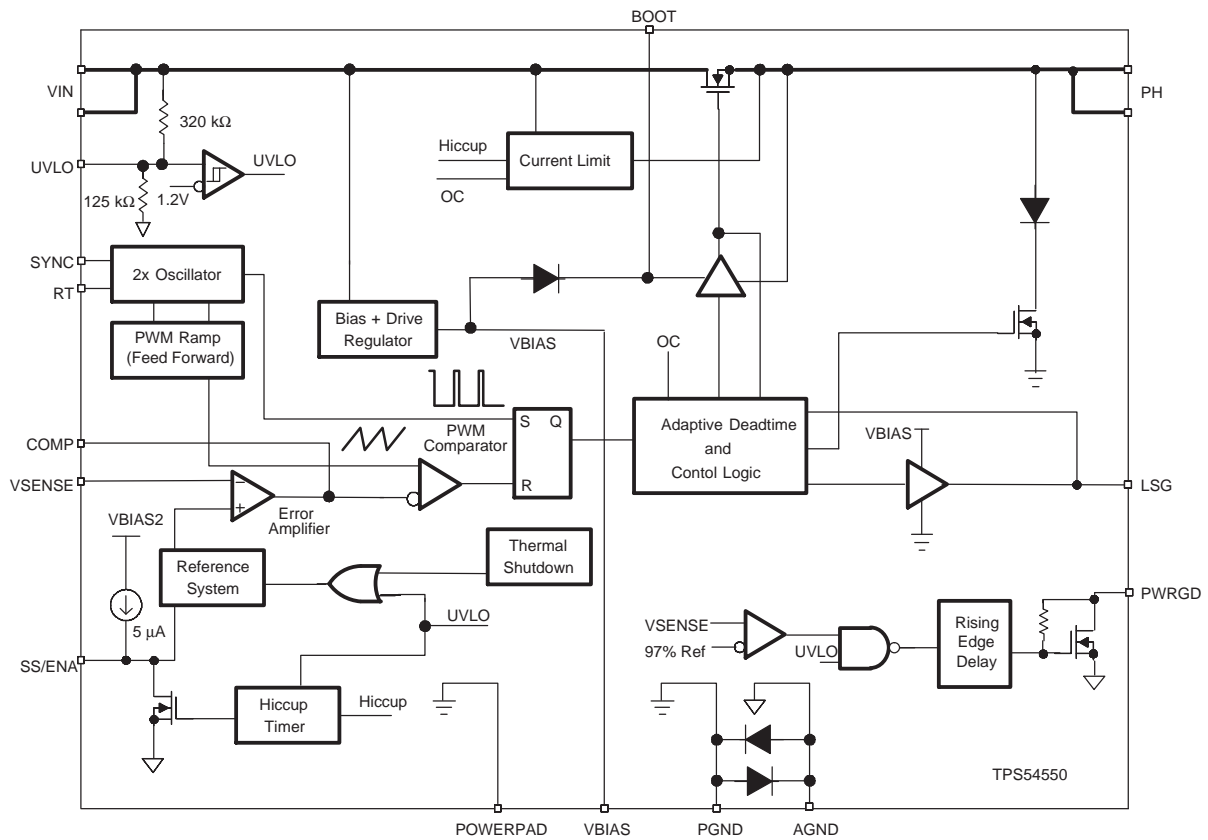 BOOT
VIN
PH
320 kΩ
UVLO
UVLO
125 kΩ
1.2V
Hiccup
OC
Current Limit
SYNC
RT
2x Oscillator
PWM Ramp
(Feed Forward)
Bias + Drive
Regulator
VBIAS
OC
Adaptive Deadtime
and
Contol Logic
VBIAS
LSG
COMP
VSENSE
PWM
Comparator
S
Q
R
−
+
Error
Amplifier
VBIAS2
Reference
System
5 μA
Thermal
Shutdown
UVLO
SS/ENA
Hiccup
Timer
Hiccup
VSENSE
97% Ref
UVLO
Rising
Edge
Delay
PWRGD
TPS54550
POWERPAD
VBIAS
PGND
AGND